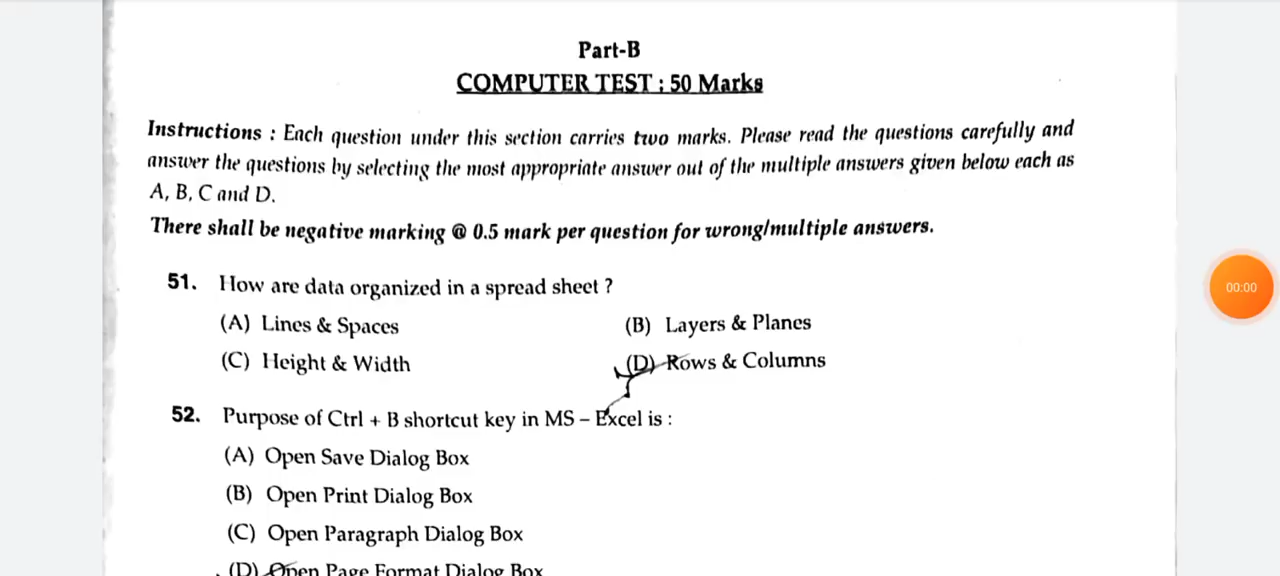 Part-B
COMPUTER TEST : 50 Marks
Instructions : Each question under this section carries two marks. Please read the questions carefully and
answer the questions by selecting the most appropriate answer out of the multiple answers given below each as
A, B, C and D.
There shall be negative marking @ 0.5 mark per question for wrong/multiple answers.
51. How are data organized in a spread sheet ?
(A) Lines & Spaces
(B) Layers & Planes
(C) Height & Width
(D) Rows & Columns
00:00
52. Purpose of Ctrl + B shortcut key in MS – Excel is :
(A) Open Save Dialog Box
(B) Open Print Dialog Box
(C) Open Paragraph Dialog Box
(D) Open Page Format Dialog Box